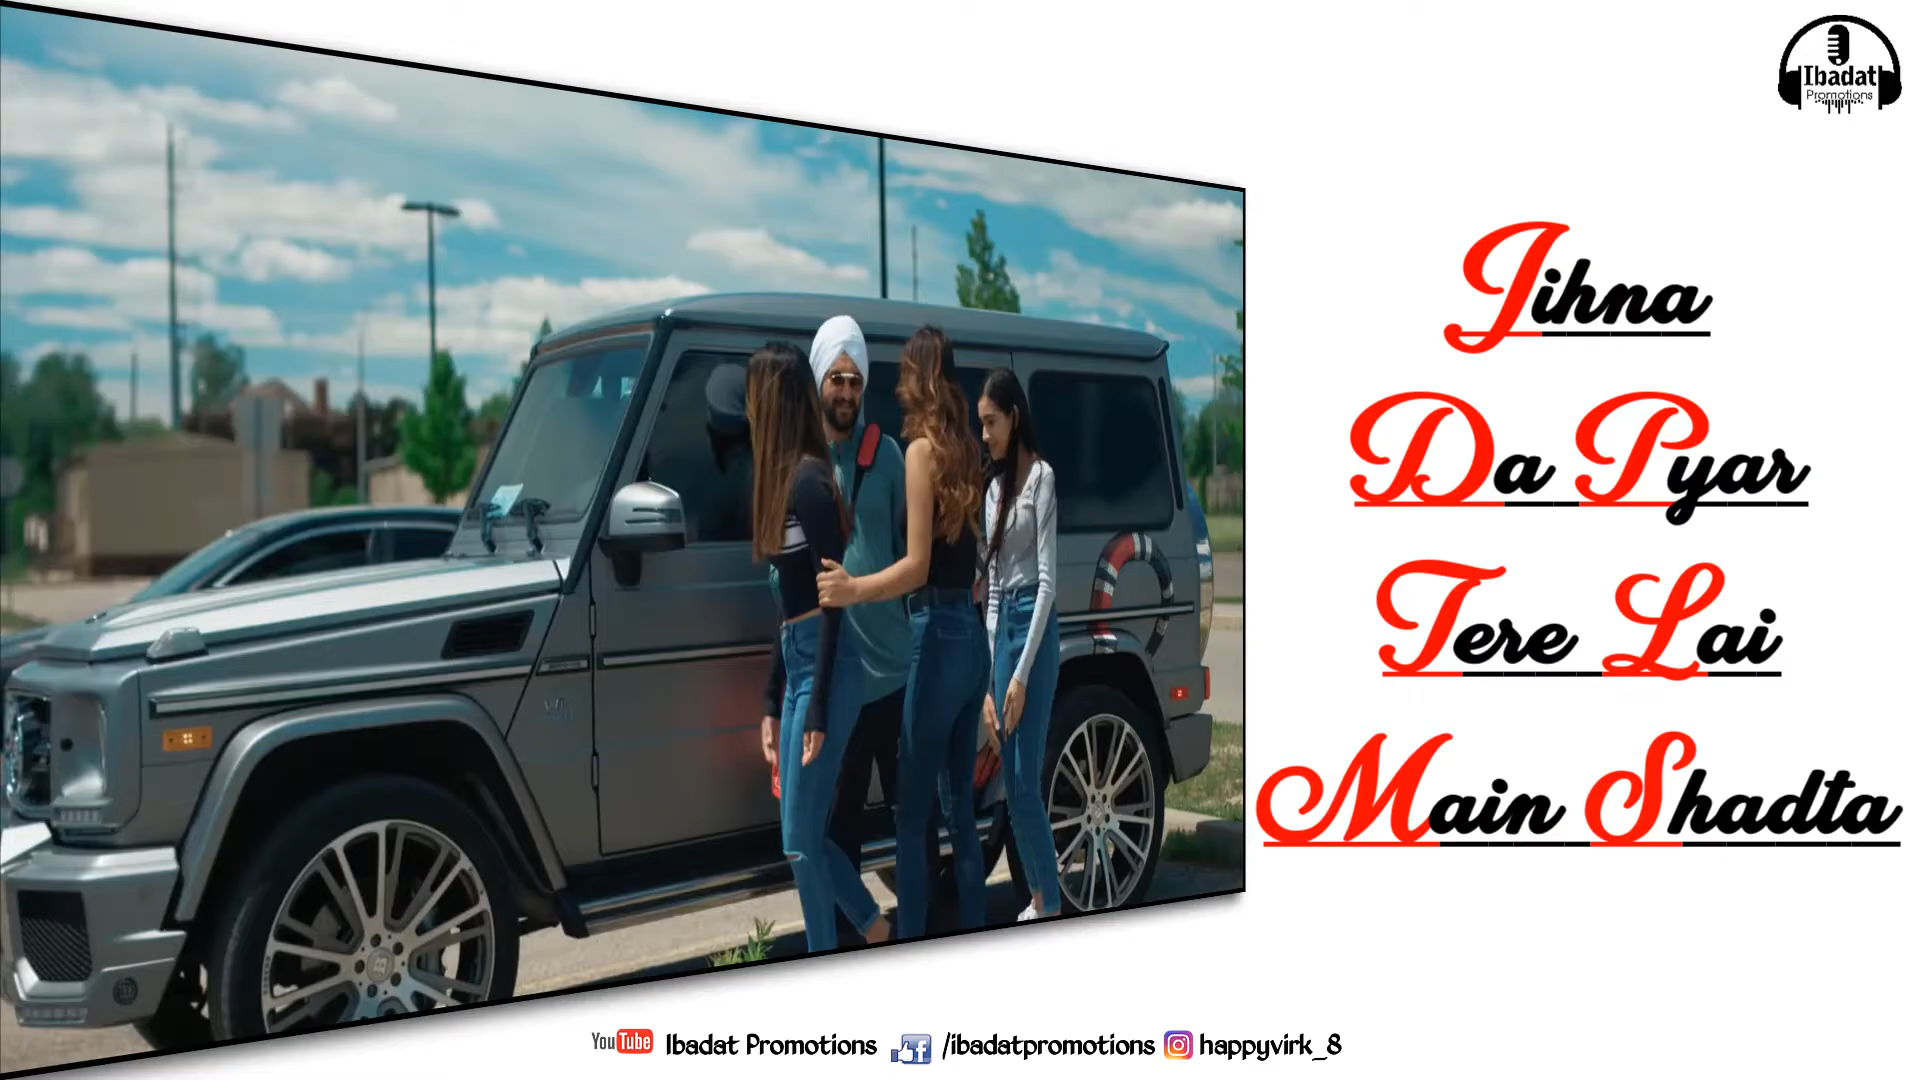 Ibadat
Promotions
Jihna
Da Pyar
Tere Lai
Main Shadta
YouTube Ibadat Promotions /ibadatpromotions happyvirk_8